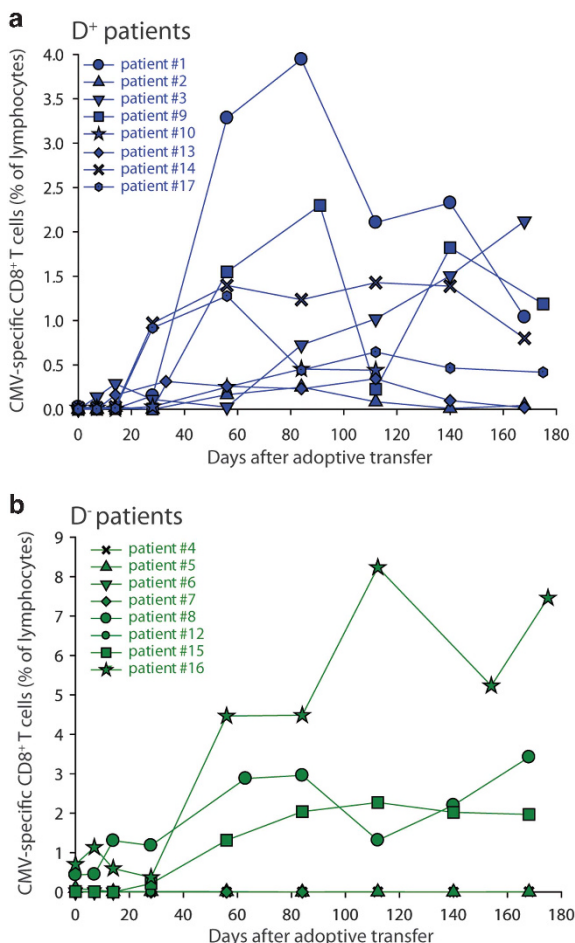 a
D⁺ patients
CMV-specific CD8⁺ T cells (% of lymphocytes)
4.0
3.5
3.0
2.5
2.0
1.5
1.0
0.5
0.0
patient #1
patient #2
patient #3
patient #9
patient #10
patient #13
patient #14
patient #17
0 20 40 60 80 100 120 140 160 180
Days after adoptive transfer
b
D⁻ patients
CMV-specific CD8⁺ T cells (% of lymphocytes)
9
8
7
6
5
4
3
2
1
0
patient #4
patient #5
patient #6
patient #7
patient #8
patient #12
patient #15
patient #16
0 20 40 60 80 100 120 140 160 180
Days after adoptive transfer